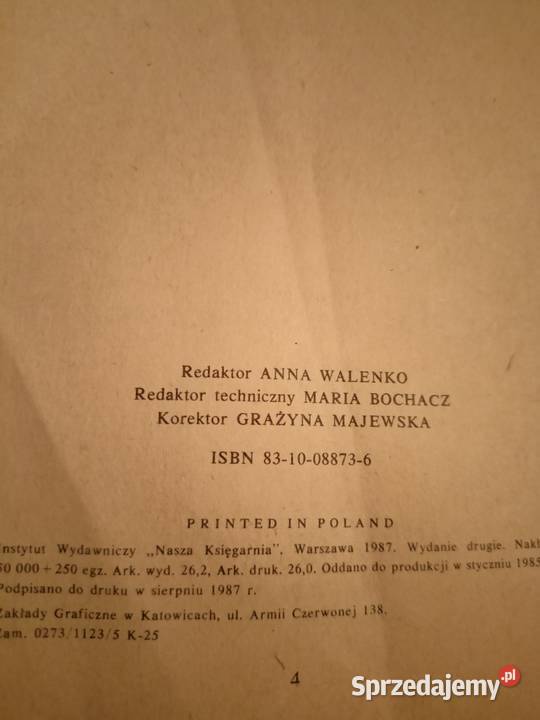 Redaktor ANNA WALENKO
Redaktor techniczny MARIA BOCHACZ
Korektor GRAŻYNA MAJEWSKA
ISBN 83-10-08873-6
PRINTED IN POLAND
Instytut Wydawniczy „Nasza Księgarnia”, Warszawa 1987. Wydanie drugie. Nakł
50 000 + 250 egz. Ark. wyd. 26,2, Ark. druk. 26,0. Oddano do produkcji w styczniu 1985
Podpisano do druku w sierpniu 1987 r.
Zakłady Graficzne w Katowicach, ul. Armii Czerwonej 138.
Zam. 0273/1123/5 K-25
4
Sprzedajemy.pl